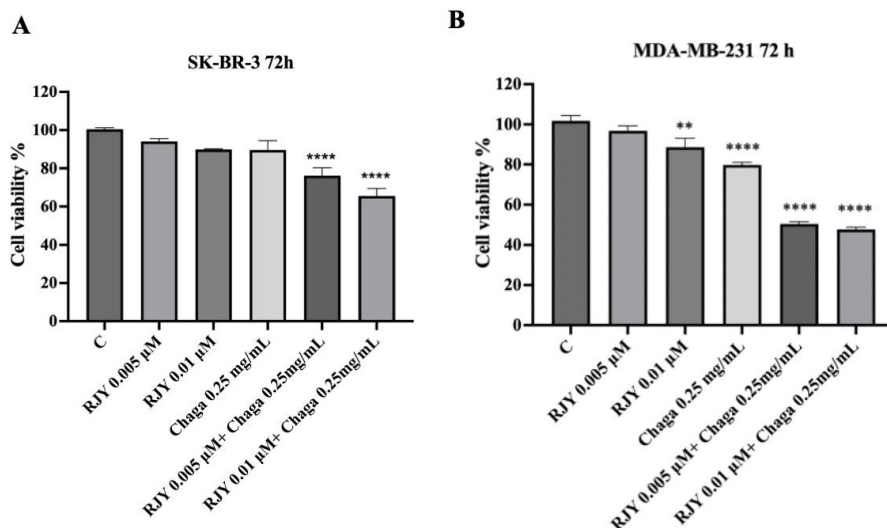 A
SK-BR-3 72h
Cell viability %
120
100
80
60
40
20
0
****
****
C
RJY 0.005 µM
RJY 0.01 µM
Chaga 0.25 mg/mL
RJY 0.005 µM+ Chaga 0.25mg/mL
RJY 0.01 µM+ Chaga 0.25mg/mL
B
MDA-MB-231 72 h
Cell viability %
120
100
80
60
40
20
0
**
****
****
****
C
RJY 0.005 µM
RJY 0.01 µM
Chaga 0.25 mg/mL
RJY 0.005 µM+ Chaga 0.25mg/mL
RJY 0.01 µM+ Chaga 0.25mg/mL